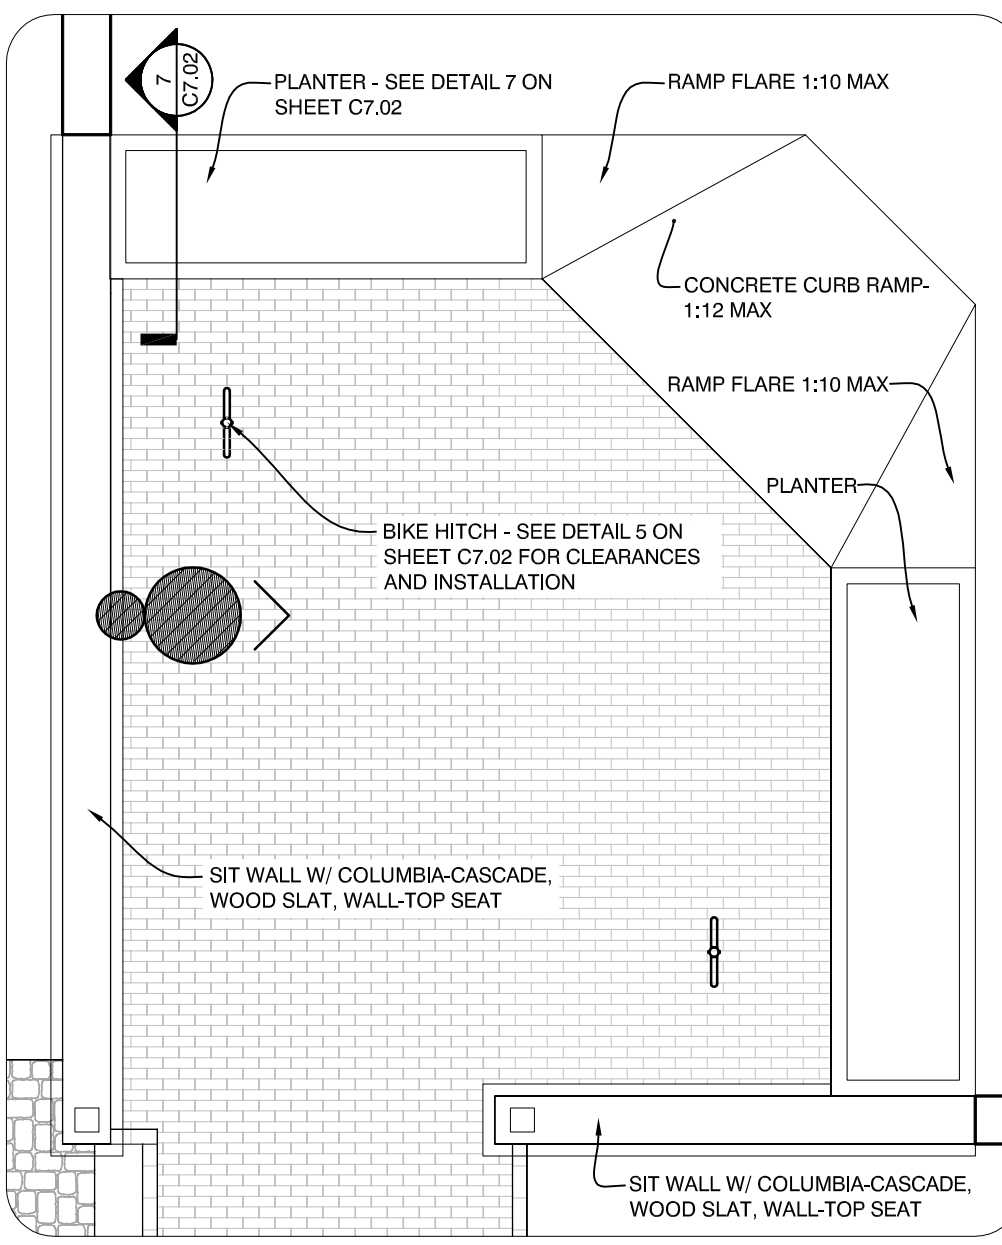 7
C7.02
PLANTER - SEE DETAIL 7 ON
SHEET C7.02
RAMP FLARE 1:10 MAX
CONCRETE CURB RAMP-
1:12 MAX
RAMP FLARE 1:10 MAX
PLANTER
BIKE HITCH - SEE DETAIL 5 ON
SHEET C7.02 FOR CLEARANCES
AND INSTALLATION
SIT WALL W/ COLUMBIA-CASCADE,
WOOD SLAT, WALL-TOP SEAT
SIT WALL W/ COLUMBIA-CASCADE,
WOOD SLAT, WALL-TOP SEAT